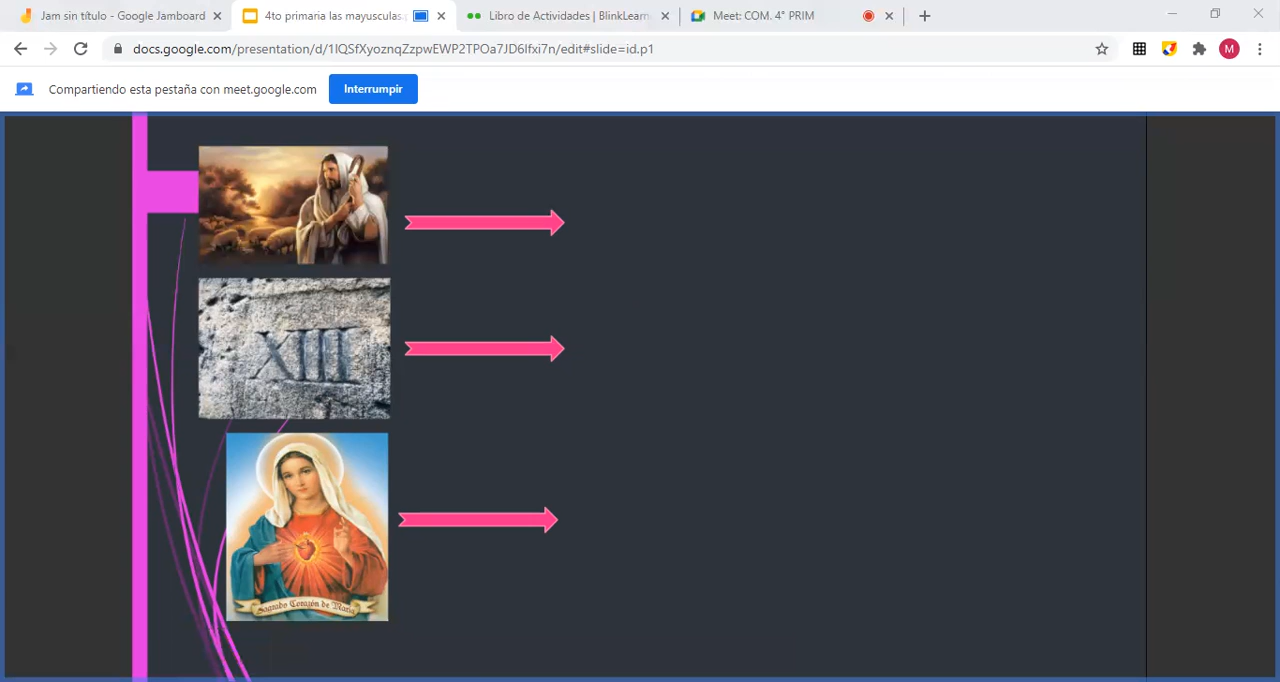 Jam sin título - Google Jamboard
4to primaria las mayusculas
Libro de Actividades | BlinkLearn
Meet: COM. 4° PRIM
docs.google.com/presentation/d/1IQSfXyoznqZzpwEWP2TPOa7JD6lfxi7n/edit#slide=id.p1
M
Compartiendo esta pestaña con meet.google.com
Interrumpir
XIII
Sagrado Corazón de María